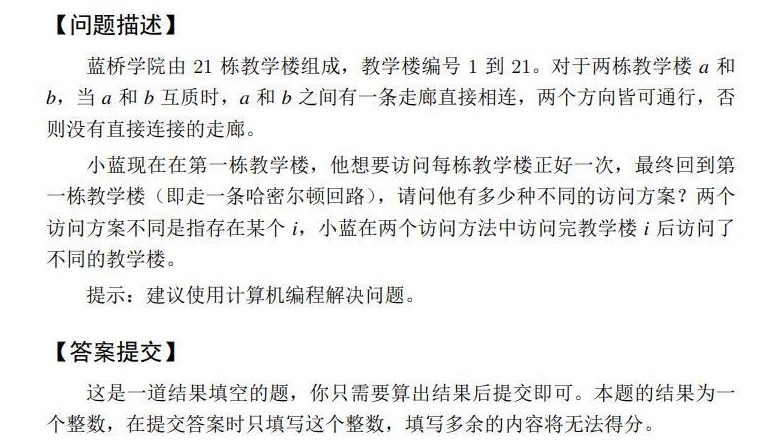 【问题描述】
蓝桥学院由 21 栋教学楼组成，教学楼编号 1 到 21。对于两栋教学楼 a 和
b，当 a 和 b 互质时，a 和 b 之间有一条走廊直接相连，两个方向皆可通行，否
则没有直接连接的走廊。
小蓝现在在第一栋教学楼，他想要访问每栋教学楼正好一次，最终回到第
一栋教学楼（即走一条哈密尔顿回路），请问他有多少种不同的访问方案？两个
访问方案不同是指存在某个 i，小蓝在两个访问方法中访问完教学楼 i 后访问了
不同的教学楼。
提示：建议使用计算机编程解决问题。
【答案提交】
这是一道结果填空的题，你只需要算出结果后提交即可。本题的结果为一
个整数，在提交答案时只填写这个整数，填写多余的内容将无法得分。